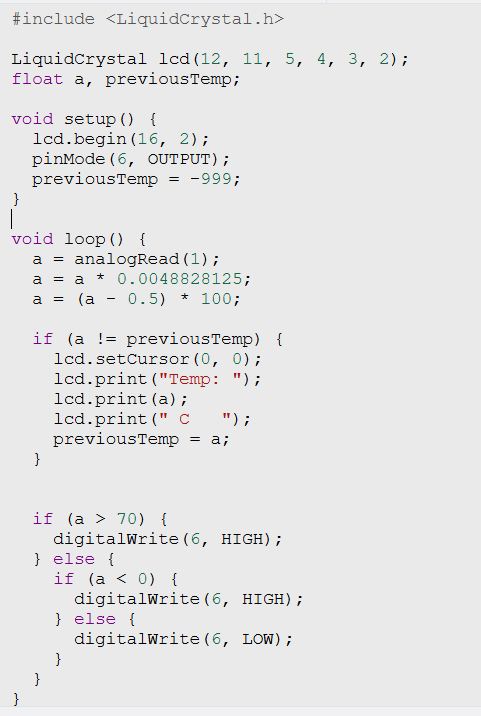 #include <LiquidCrystal.h>

LiquidCrystal lcd(12, 11, 5, 4, 3, 2);
float a, previousTemp;

void setup() {
  lcd.begin(16, 2);
  pinMode(6, OUTPUT);
  previousTemp = -999;
}

void loop() {
  a = analogRead(1);
  a = a * 0.0048828125;
  a = (a - 0.5) * 100;

  if (a != previousTemp) {
    lcd.setCursor(0, 0);
    lcd.print("Temp: ");
    lcd.print(a);
    lcd.print(" C   ");
    previousTemp = a;
  }


  if (a > 70) {
    digitalWrite(6, HIGH);
  } else {
    if (a < 0) {
      digitalWrite(6, HIGH);
    } else {
      digitalWrite(6, LOW);
    }
  }
}